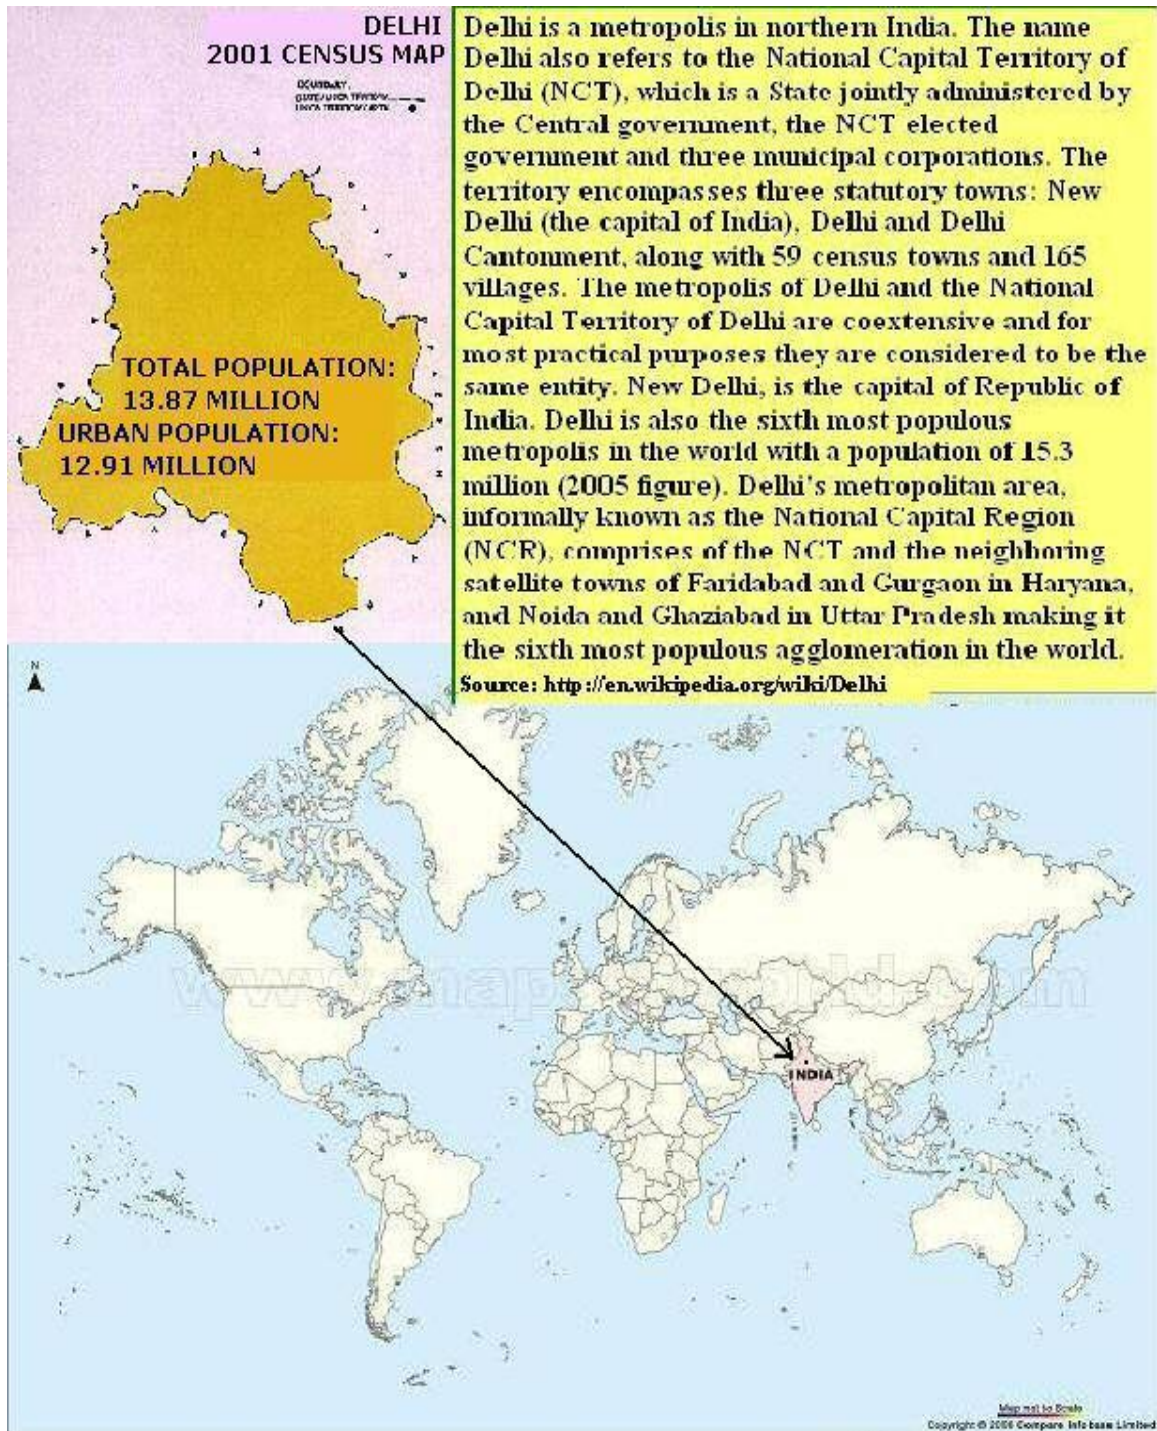 DELHI
2001 CENSUS MAP
BOUNDARY,
TOTAL POPULATION:
13.87 MILLION
URBAN POPULATION:
12.91 MILLION
Delhi is a metropolis in northern India. The name
Delhi also refers to the National Capital Territory of
Delhi (NCT), which is a State jointly administered by
the Central government, the NCT elected
government and three municipal corporations. The
territory encompasses three statutory towns: New
Delhi (the capital of India), Delhi and Delhi
Cantonment, along with 59 census towns and 165
villages. The metropolis of Delhi and the National
Capital Territory of Delhi are coextensive and for
most practical purposes they are considered to be the
same entity. New Delhi, is the capital of Republic of
India. Delhi is also the sixth most populous
metropolis in the world with a population of 15.3
million (2005 figure). Delhi's metropolitan area,
informally known as the National Capital Region
(NCR), comprises of the NCT and the neighboring
satellite towns of Faridabad and Gurgaon in Haryana,
and Noida and Ghaziabad in Uttar Pradesh making it
the sixth most populous agglomeration in the world.
Source: http://en.wikipedia.org/wiki/Delhi
N
INDIA
Map not to Scale
Copyright © 2006 Compare Infobase Limited